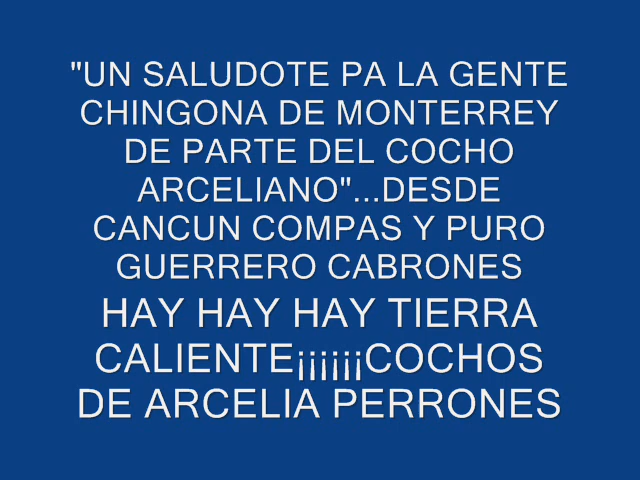 "UN SALUDOTE PA LA GENTE
CHINGONA DE MONTERREY
DE PARTE DEL COCHO
ARCELIANO"...DESDE
CANCUN COMPAS Y PURO
GUERRERO CABRONES
HAY HAY HAY TIERRA
CALIENTE¡¡¡¡¡¡COCHOS
DE ARCELIA PERRONES